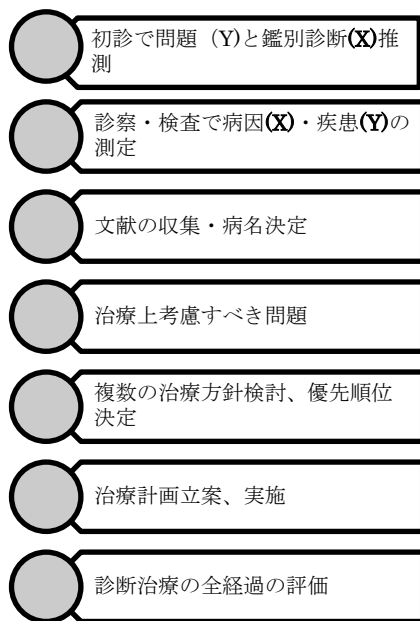 初診で問題（Y)と鑑別診断(X)推
測
診察・検査で病因(X)・疾患(Y)の
測定
文献の収集・病名決定
治療上考慮すべき問題
複数の治療方針検討、優先順位
決定
治療計画立案、実施
診断治療の全経過の評価